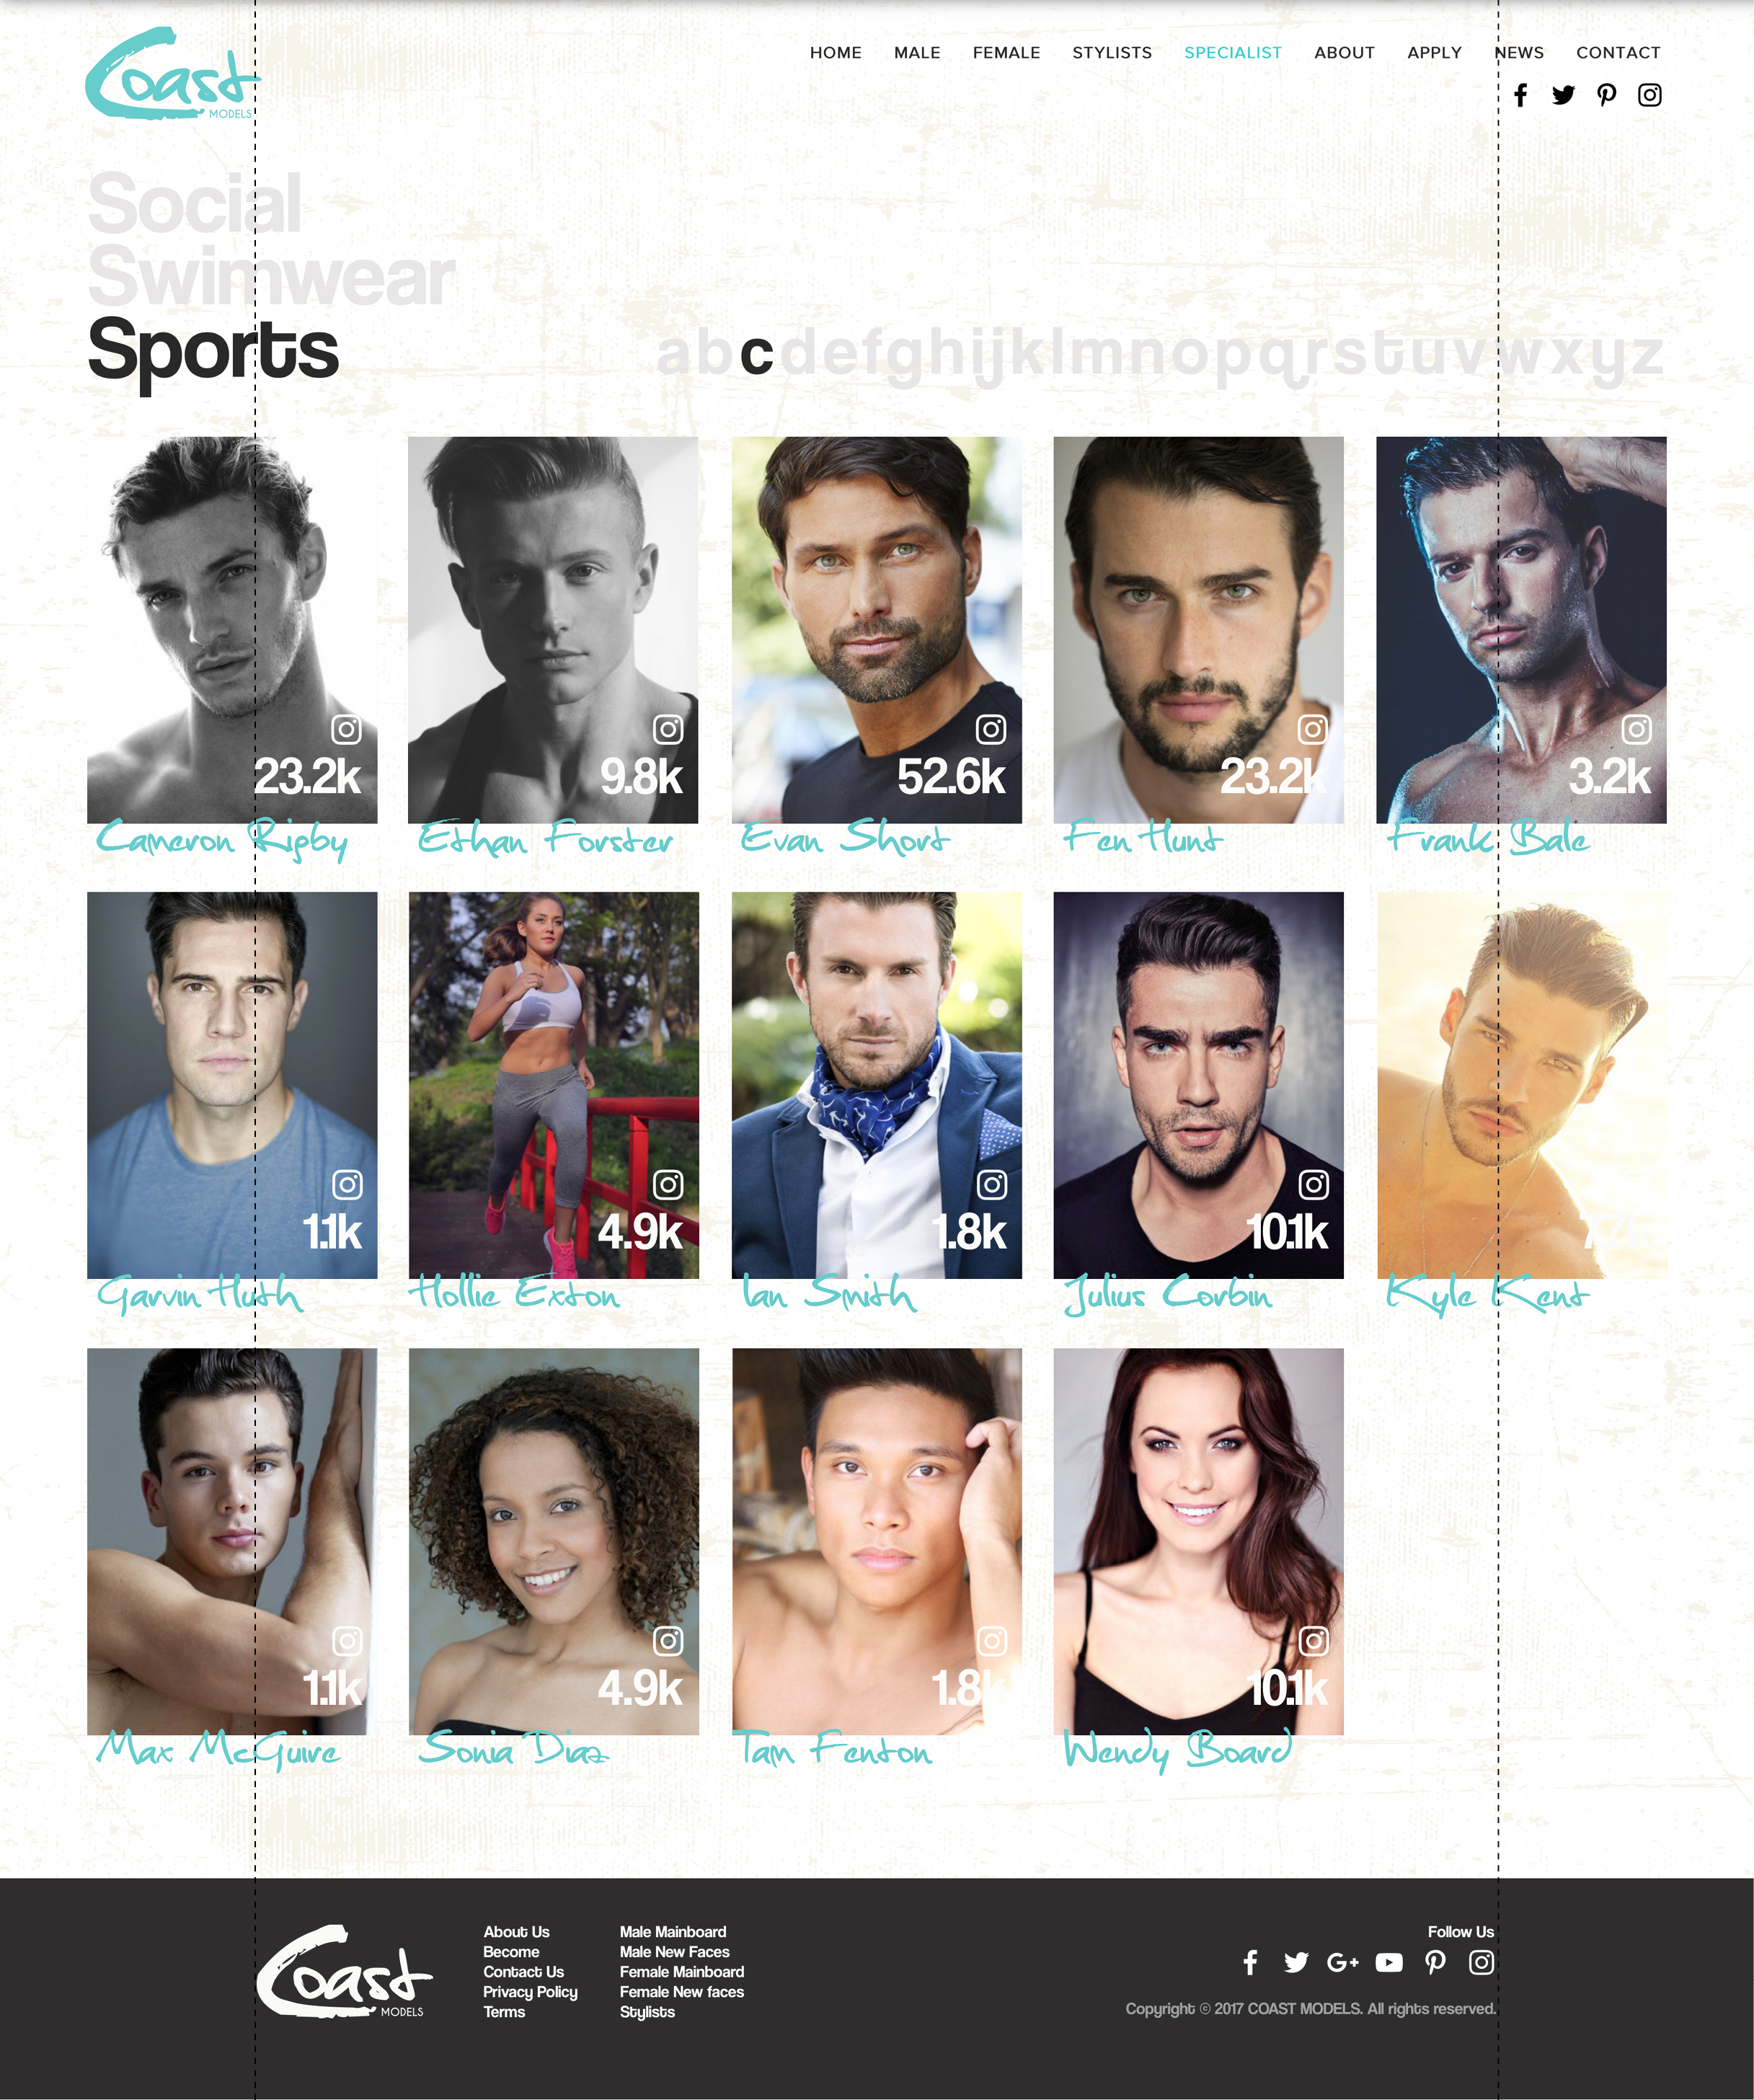 Coast
MODELS
HOME MALE FEMALE STYLISTS SPECIALIST ABOUT APPLY NEWS CONTACT
Social
Swimwear
Sports
a b c d e f g h i j k l m n o p q r s t u v w x y z
23.2k
9.8k
52.6k
23.2k
3.2k
Cameron Rigby
Ethan Forster
Evan Short
Fen Hunt
Frank Bale
1.1k
4.9k
1.8k
10.1k
Garvin Huth
Hollie Exton
Ian Smith
Julius Corbin
Kyle Kent
1.1k
4.9k
1.8k
10.1k
Max McGuire
Sonia Diaz
Tam Fenton
Wendy Board
Coast
MODELS
About Us
Become
Contact Us
Privacy Policy
Terms
Male Mainboard
Male New Faces
Female Mainboard
Female New faces
Stylists
Follow Us
Copyright © 2017 COAST MODELS. All rights reserved.